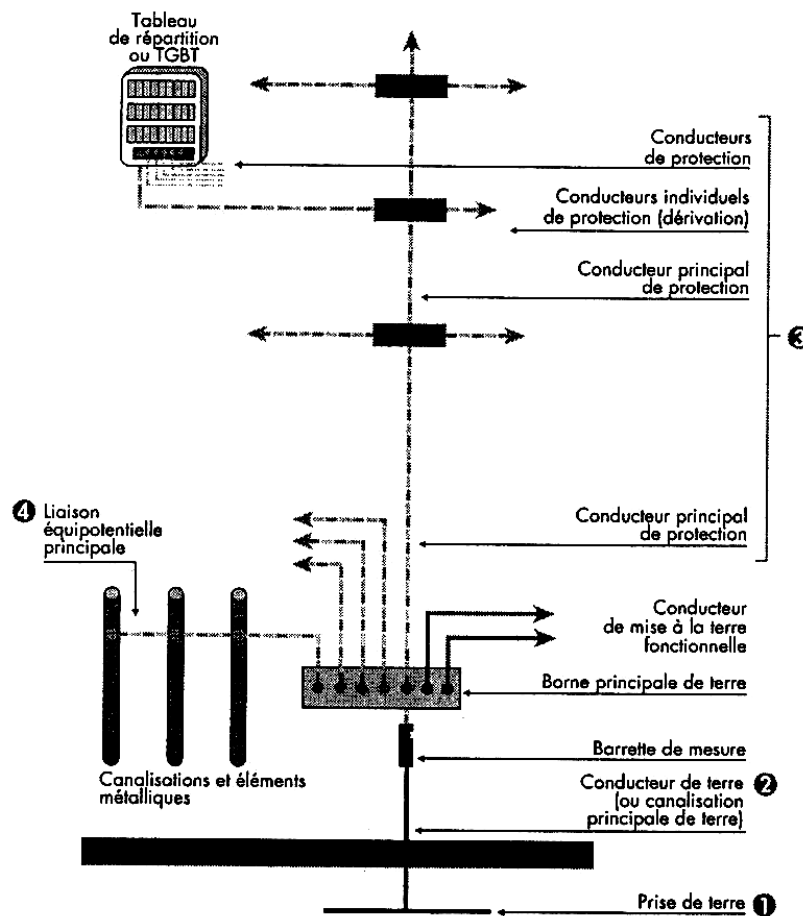 Tableau
de répartition
ou TGBT
Conducteurs
de protection
Conducteurs individuels
de protection (dérivation)
Conducteur principal
de protection
❸
Conducteur principal
de protection
❹ Liaison
équipotentielle
principale
Conducteur
de mise à la terre
fonctionnelle
Borne principale de terre
Barrette de mesure
Canalisations et éléments
métalliques
Conducteur de terre ❷
(ou canalisation
principale de terre)
Prise de terre ❶